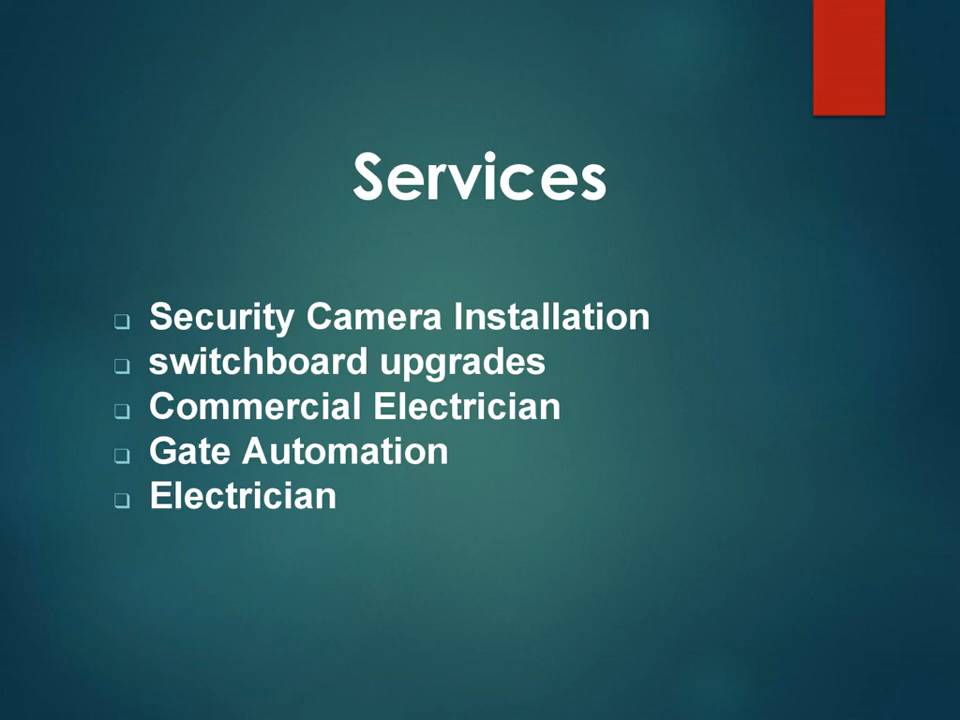 Services
Security Camera Installation
switchboard upgrades
Commercial Electrician
Gate Automation
Electrician